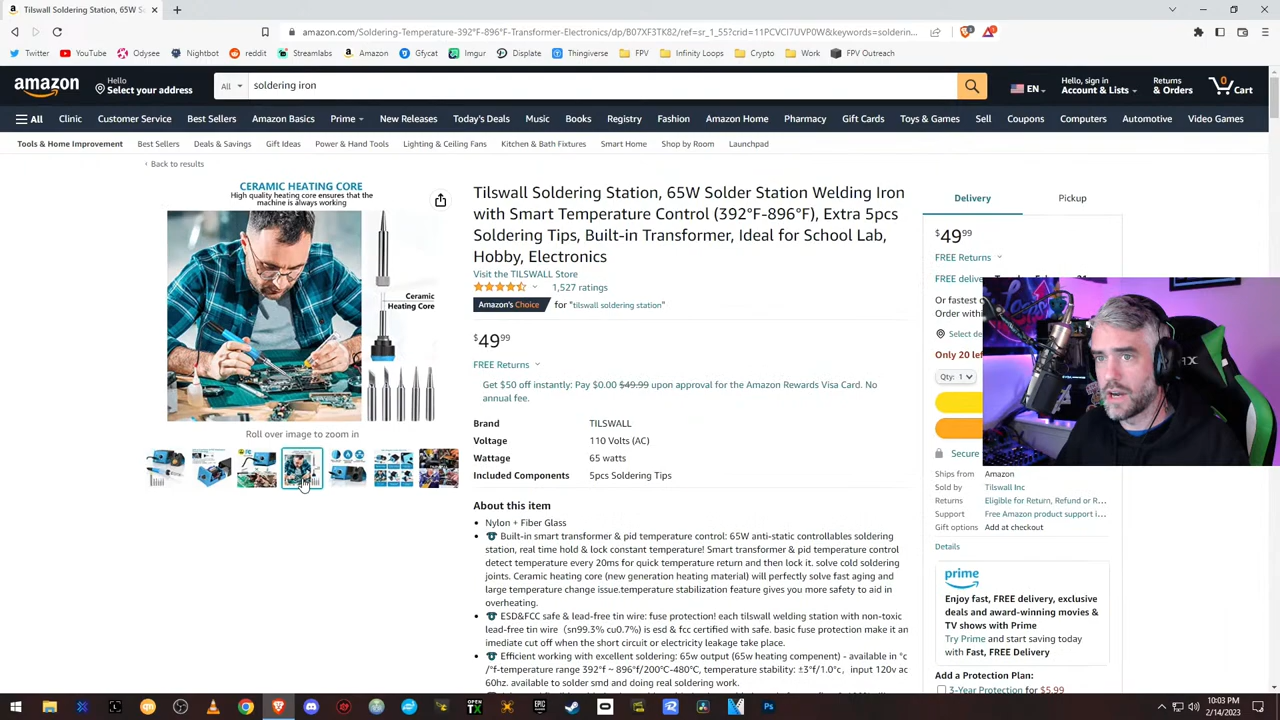 Tilswall Soldering Station, 65W S
amazon.com/Soldering-Temperature-392°F-896°F-Transformer-Electronics/dp/B07XF3TK82/ref=sr_1_55?crid=11PCVCI7UVP0W&keywords=solderin...
Twitter YouTube Odysee Nightbot reddit Streamlabs Amazon Gfycat Imgur Displate Thingiverse FPV Infinity Loops Crypto Work FPV Outreach
amazon
Hello
Select your address
All
soldering iron
EN
Hello, sign in
Account & Lists
Returns
& Orders
0
Cart
All Clinic Customer Service Best Sellers Amazon Basics Prime New Releases Today's Deals Music Books Registry Fashion Amazon Home Pharmacy Gift Cards Toys & Games Sell Coupons Computers Automotive Video Games
Tools & Home Improvement Best Sellers Deals & Savings Gift Ideas Power & Hand Tools Lighting & Ceiling Fans Kitchen & Bath Fixtures Smart Home Shop by Room Launchpad
‹ Back to results
CERAMIC HEATING CORE
High quality heating core ensures that the
machine is always working
Ceramic
Heating Core
Roll over image to zoom in
Tilswall Soldering Station, 65W Solder Station Welding Iron
with Smart Temperature Control (392°F-896°F), Extra 5pcs
Soldering Tips, Built-in Transformer, Ideal for School Lab,
Hobby, Electronics
Visit the TILSWALL Store
1,527 ratings
Amazon's Choice for "tilswall soldering station"
$49.99
FREE Returns
Get $50 off instantly: Pay $0.00 $49.99 upon approval for the Amazon Rewards Visa Card. No
annual fee.
Brand TILSWALL
Voltage 110 Volts (AC)
Wattage 65 watts
Included Components 5pcs Soldering Tips
About this item
• Nylon + Fiber Glass
• Built-in smart transformer & pid temperature control: 65W anti-static controllables soldering
station, real time hold & lock constant temperature! Smart transformer & pid temperature control
detect temperature every 20ms for quick temperature return and then lock it. solve cold soldering
joints. Ceramic heating core (new generation heating material) will perfectly solve fast aging and
large temperature change issue.temperature stabilization feature gives you more safety to aid in
overheating.
• ESD&FCC safe & lead-free tin wire: fuse protection! each tilswall welding station with non-toxic
lead-free tin wire（sn99.3% cu0.7%) is esd & fcc certified with safe. basic fuse protection make it an
imediate cut off when the short circuit or electricity leakage take place.
• Efficient working with excellent soldering: 65w output (65w heating compenent) - available in °c
/°f-temperature range 392°f ~ 896°f/200℃-480℃, temperature stability: ±3°f/1.0°c，input 120v ac
60hz. available to solder smd and doing real soldering work.
Delivery
Pickup
$49.99
FREE Returns
FREE deliver
Or fastest
Order within
Select de
Only 20 lef
Qty: 1
Secure
Ships from Amazon
Sold by Tilswall Inc
Returns Eligible for Return, Refund or R...
Support Free Amazon product support i...
Gift options Add at checkout
Details
prime
Enjoy fast, FREE delivery, exclusive
deals and award-winning movies &
TV shows with Prime
Try Prime and start saving today
with Fast, FREE Delivery
Add a Protection Plan:
3-Year Protection for $5.99
10:03 PM
2/14/2023